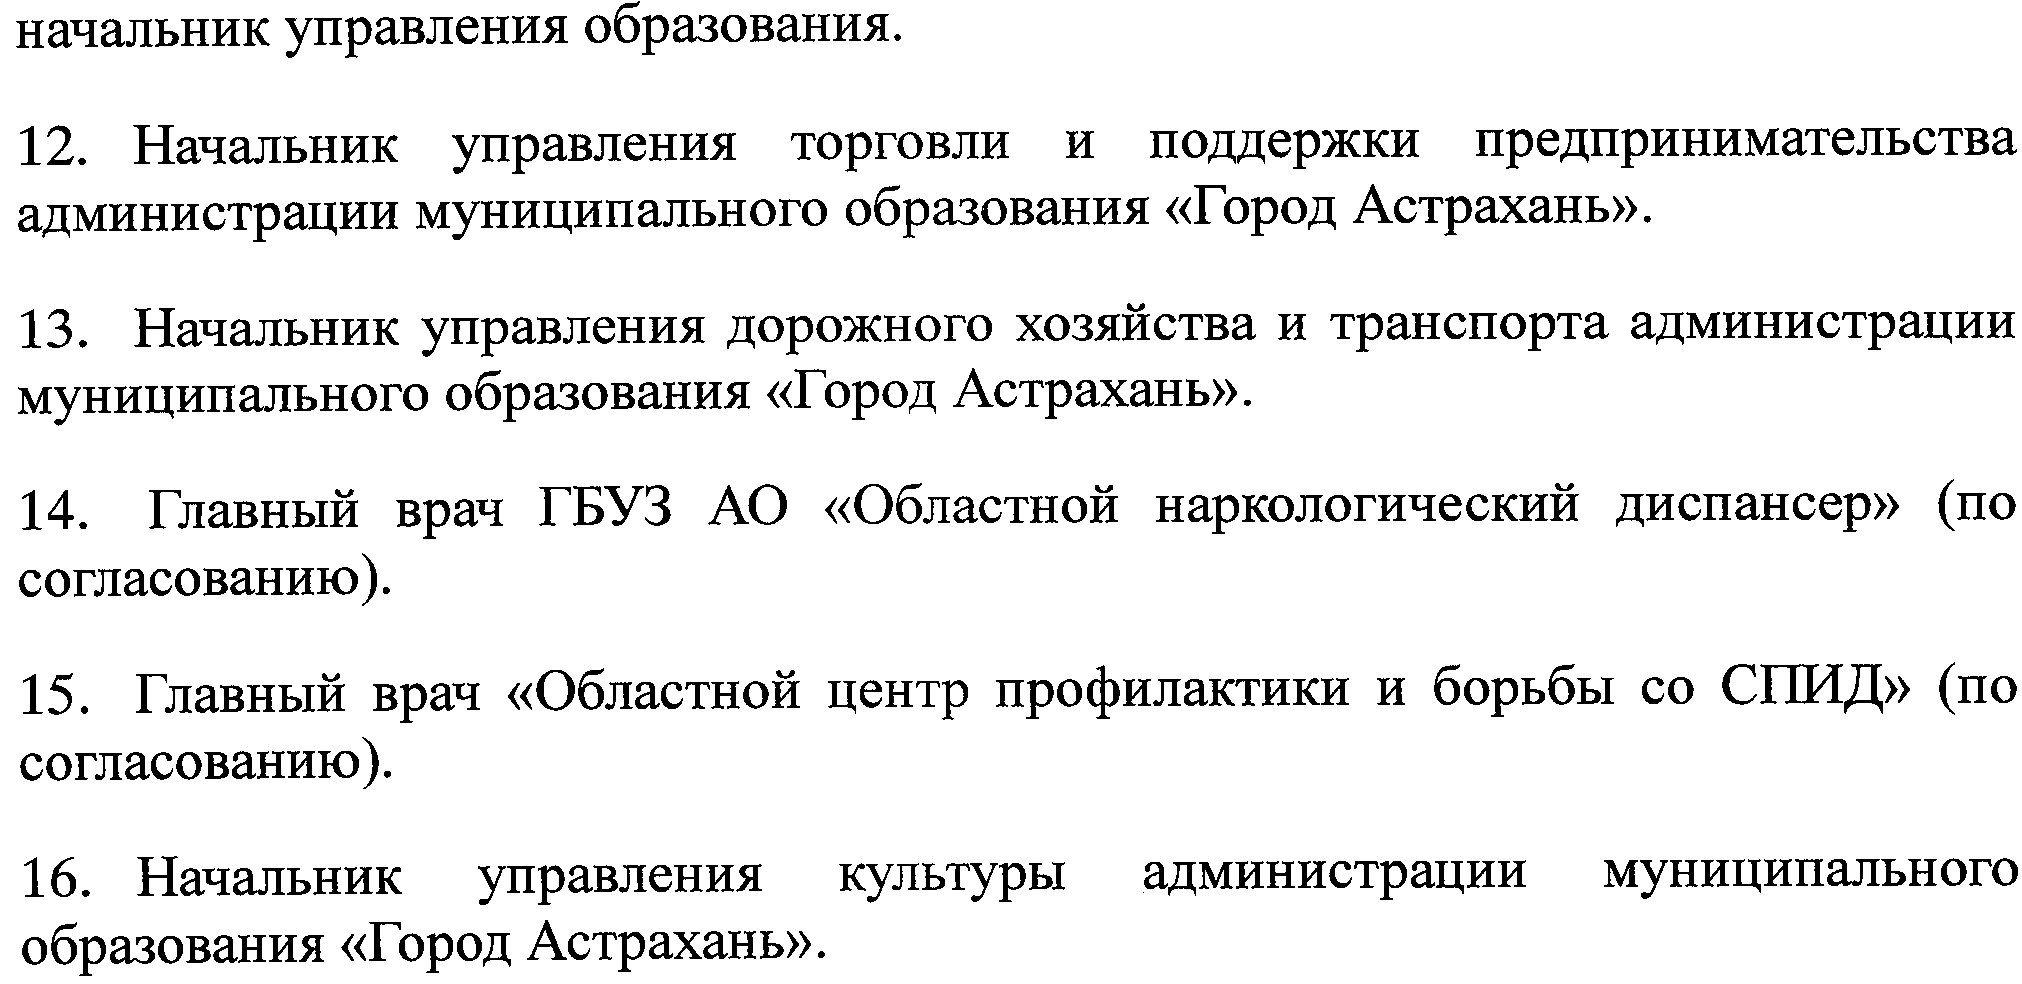 начальник управления образования.
12. Начальник управления торговли и поддержки предпринимательства
администрации муниципального образования «Город Астрахань».
13. Начальник управления дорожного хозяйства и транспорта администрации
муниципального образования «Город Астрахань».
14. Главный врач ГБУЗ АО «Областной наркологический диспансер» (по
согласованию).
15. Главный врач «Областной центр профилактики и борьбы со СПИД» (по
согласованию).
16. Начальник управления культуры администрации муниципального
образования «Город Астрахань».